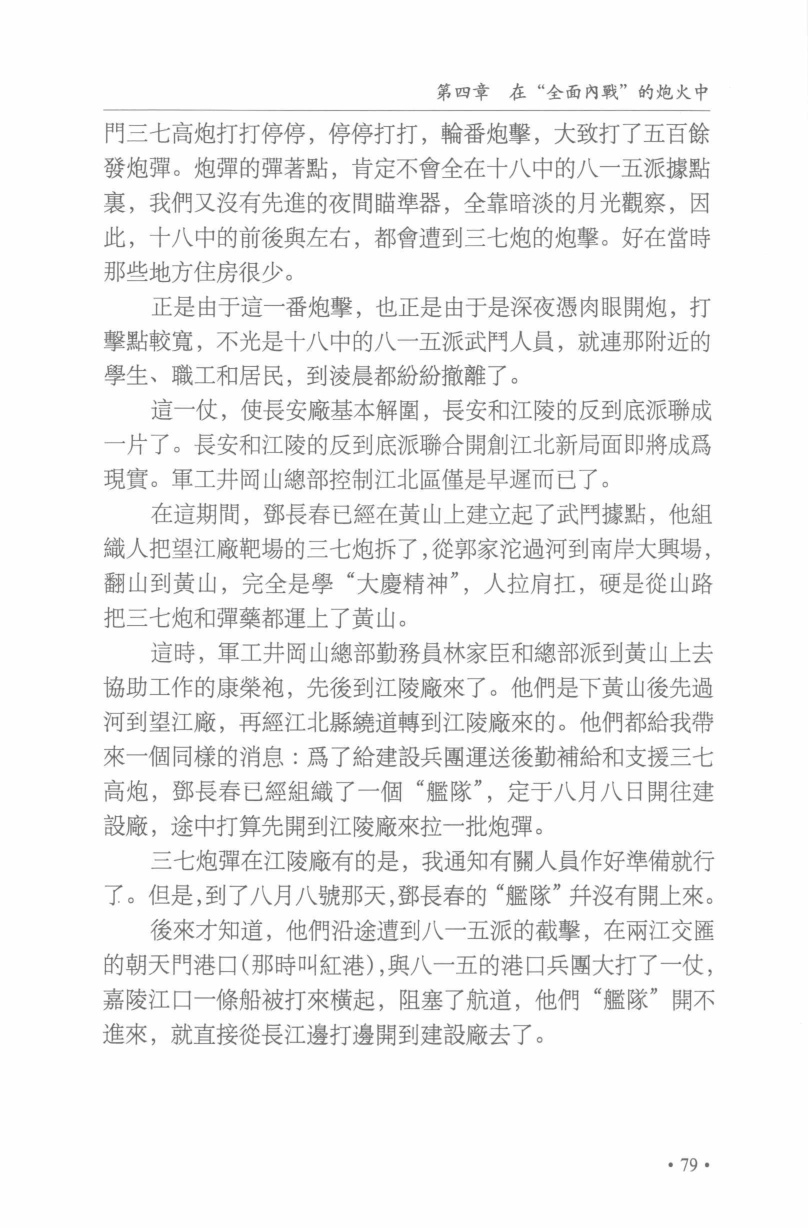 第四章　在“全面內戰”的炮火中
門三七高炮打打停停，停停打打，輪番炮擊，大致打了五百餘
發炮彈。炮彈的彈著點，肯定不會全在十八中的八一五派據點
裏，我們又沒有先進的夜間瞄準器，全靠暗淡的月光觀察，因
此，十八中的前後與左右，都會遭到三七炮的炮擊。好在當時
那些地方住房很少。
正是由于這一番炮擊，也正是由于是深夜憑肉眼開炮，打
擊點較寬，不光是十八中的八一五派武鬥人員，就連那附近的
學生、職工和居民，到淩晨都紛紛撤離了。
這一仗，使長安廠基本解圍，長安和江陵的反到底派聯成
一片了。長安和江陵的反到底派聯合開創江北新局面即將成爲
現實。軍工井岡山總部控制江北區僅是早遲而已了。
在這期間，鄧長春已經在黃山上建立起了武鬥據點，他組
織人把望江廠靶場的三七炮拆了，從郭家沱過河到南岸大興場，
翻山到黃山，完全是學“大慶精神”，人拉肩扛，硬是從山路
把三七炮和彈藥都運上了黃山。
這時，軍工井岡山總部勤務員林家臣和總部派到黃山上去
協助工作的康榮袍，先後到江陵廠來了。他們是下黃山後先過
河到望江廠，再經江北縣繞道轉到江陵廠來的。他們都給我帶
來一個同樣的消息：爲了給建設兵團運送後勤補給和支援三七
高炮，鄧長春已經組織了一個“艦隊”，定于八月八日開往建
設廠，途中打算先開到江陵廠來拉一批炮彈。
三七炮彈在江陵廠有的是，我通知有關人員作好準備就行
了。但是，到了八月八號那天，鄧長春的“艦隊”幷沒有開上來。
後來才知道，他們沿途遭到八一五派的截擊，在兩江交匯
的朝天門港口(那時叫紅港)，與八一五的港口兵團大打了一仗，
嘉陵江口一條船被打來橫起，阻塞了航道，他們“艦隊”開不
進來，就直接從長江邊打邊開到建設廠去了。
·79·